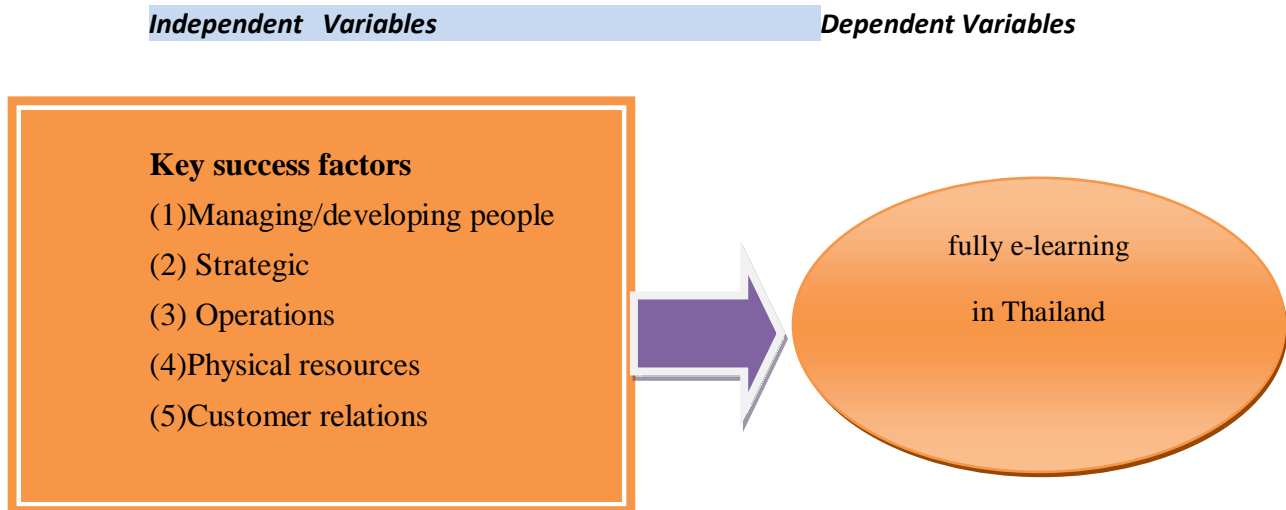 Independent Variables Dependent Variables
Key success factors
(1)Managing/developing people
(2) Strategic
(3) Operations
(4)Physical resources
(5)Customer relations
fully e-learning
in Thailand